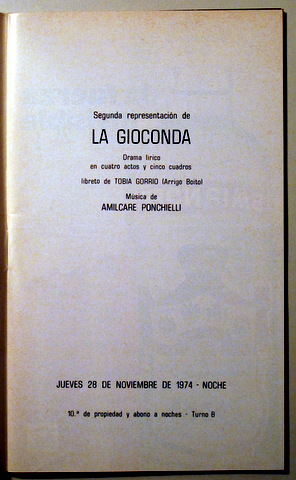 Segunda representación de
LA GIOCONDA
Drama lírico
en cuatro actos y cinco cuadros
libreto de TOBIA GORRIO (Arrigo Boito)
Música de
AMILCARE PONCHIELLI
JUEVES 28 DE NOVIEMBRE DE 1974 - NOCHE
10.ª de propiedad y abono a noches - Turno B